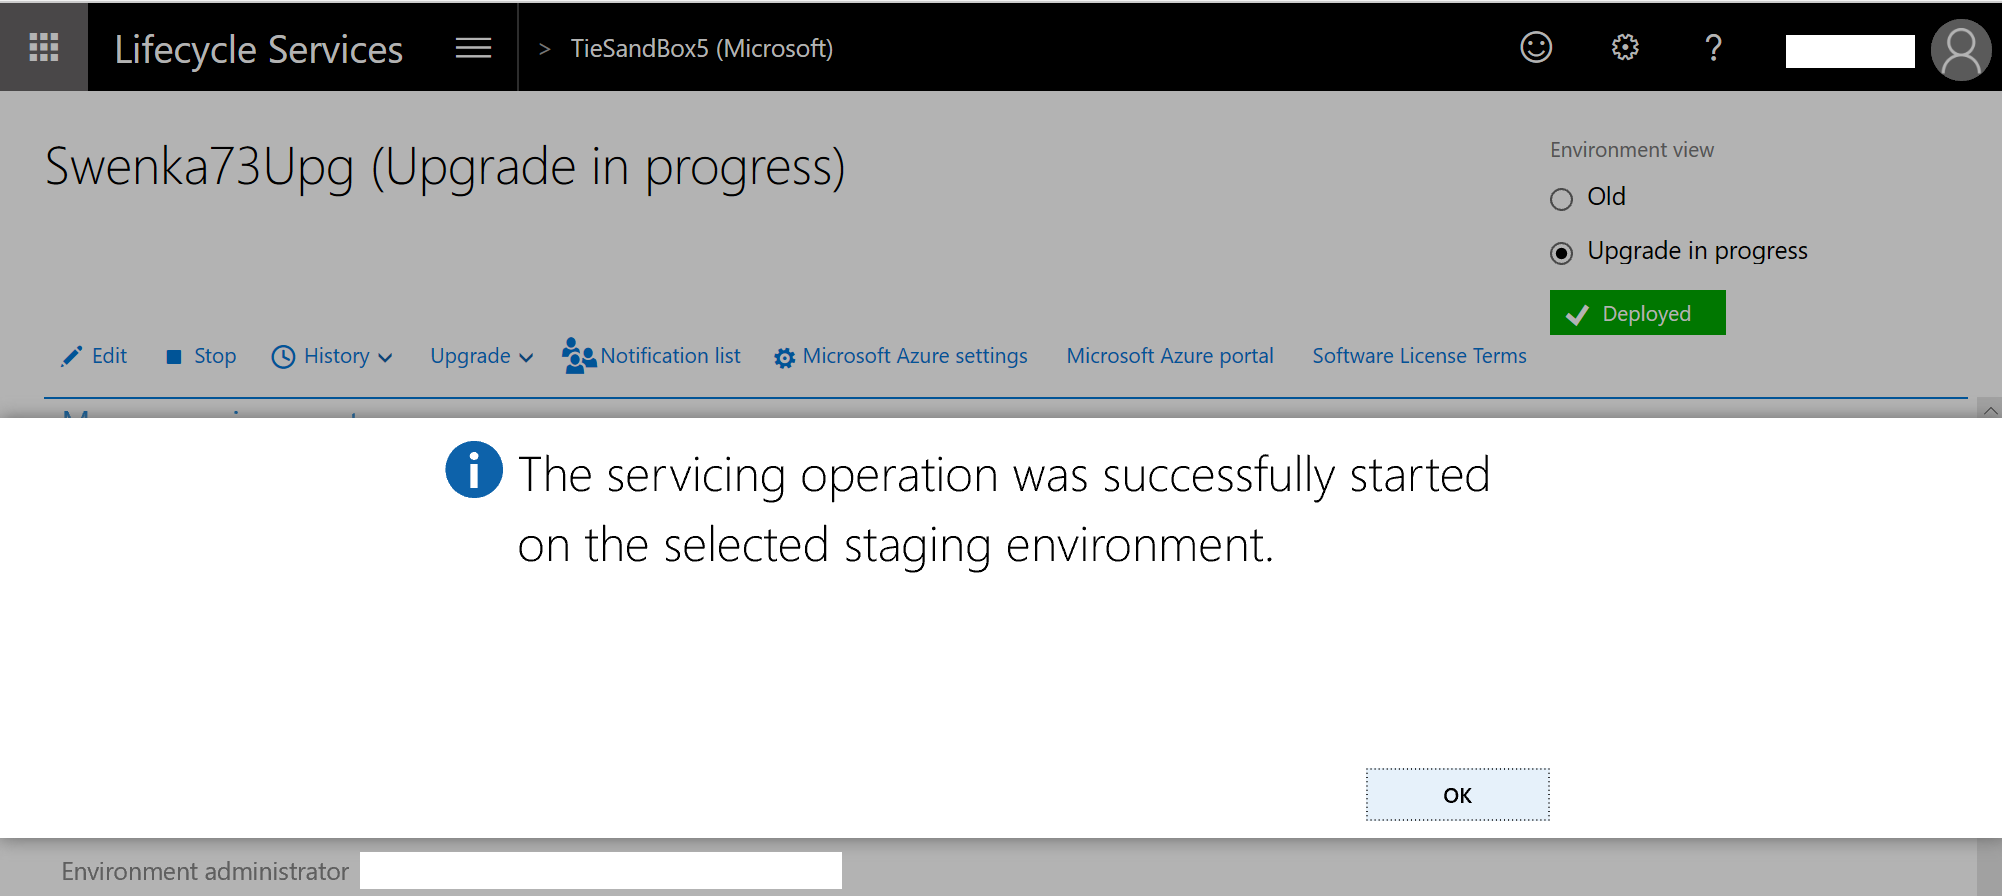 Lifecycle Services > TieSandBox5 (Microsoft) ?
Swenka73Upg (Upgrade in progress)
Environment view
Old
Upgrade in progress
Deployed
Edit Stop History Upgrade Notification list Microsoft Azure settings Microsoft Azure portal Software License Terms
The servicing operation was successfully started
on the selected staging environment.
OK
Environment administrator